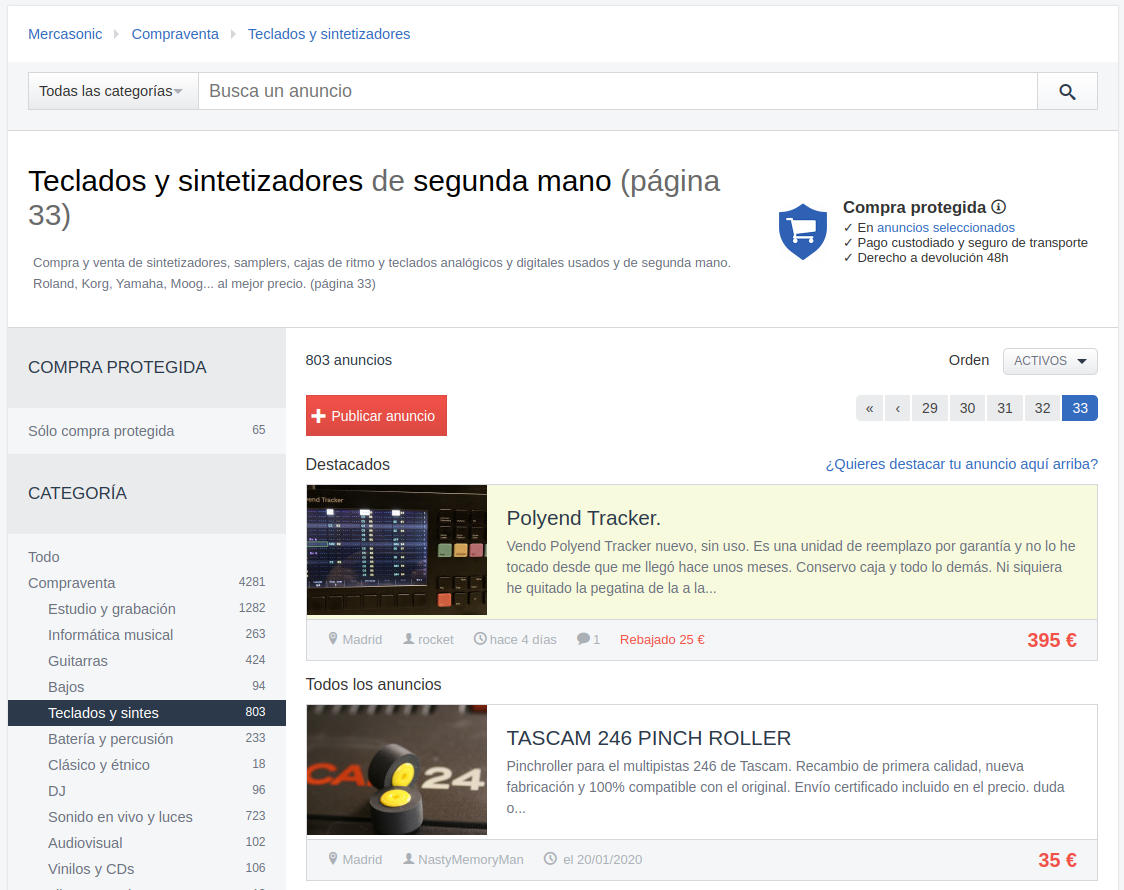 Mercasonic Compraventa Teclados y sintetizadores
Todas las categorías Busca un anuncio
Teclados y sintetizadores de segunda mano (página
33)
Compra y venta de sintetizadores, samplers, cajas de ritmo y teclados analógicos y digitales usados y de segunda mano.
Roland, Korg, Yamaha, Moog... al mejor precio. (página 33)
Compra protegida
✓ En anuncios seleccionados
✓ Pago custodiado y seguro de transporte
✓ Derecho a devolución 48h
COMPRA PROTEGIDA
Sólo compra protegida 65
CATEGORÍA
Todo
Compraventa 4281
Estudio y grabación 1282
Informática musical 263
Guitarras 424
Bajos 94
Teclados y sintes 803
Batería y percusión 233
Clásico y étnico 18
DJ 96
Sonido en vivo y luces 723
Audiovisual 102
Vinilos y CDs 106
803 anuncios
Orden ACTIVOS
Publicar anuncio
« ‹ 29 30 31 32 33
Destacados ¿Quieres destacar tu anuncio aquí arriba?
yend Tracker
Polyend Tracker.
Vendo Polyend Tracker nuevo, sin uso. Es una unidad de reemplazo por garantía y no lo he
tocado desde que me llegó hace unos meses. Conservo caja y todo lo demás. Ni siquiera
he quitado la pegatina de la a la...
Madrid rocket hace 4 días 1 Rebajado 25 € 395 €
Todos los anuncios
CA 24
TASCAM 246 PINCH ROLLER
Pinchroller para el multipistas 246 de Tascam. Recambio de primera calidad, nueva
fabricación y 100% compatible con el original. Envío certificado incluido en el precio. duda
o...
Madrid NastyMemoryMan el 20/01/2020 35 €